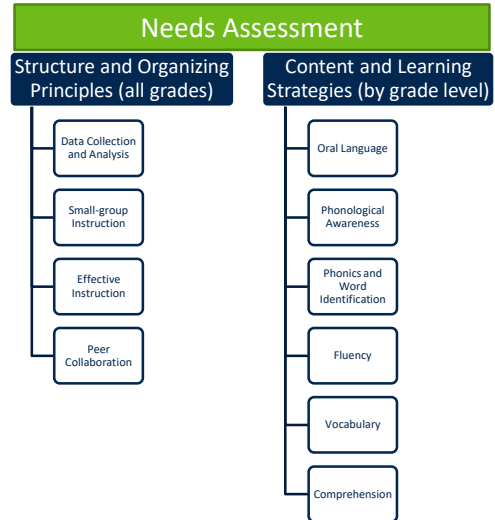 Needs Assessment
Structure and Organizing
Principles (all grades)
Data Collection
and Analysis
Small-group
Instruction
Effective
Instruction
Peer
Collaboration
Content and Learning
Strategies (by grade level)
Oral Language
Phonological
Awareness
Phonics and
Word
Identification
Fluency
Vocabulary
Comprehension